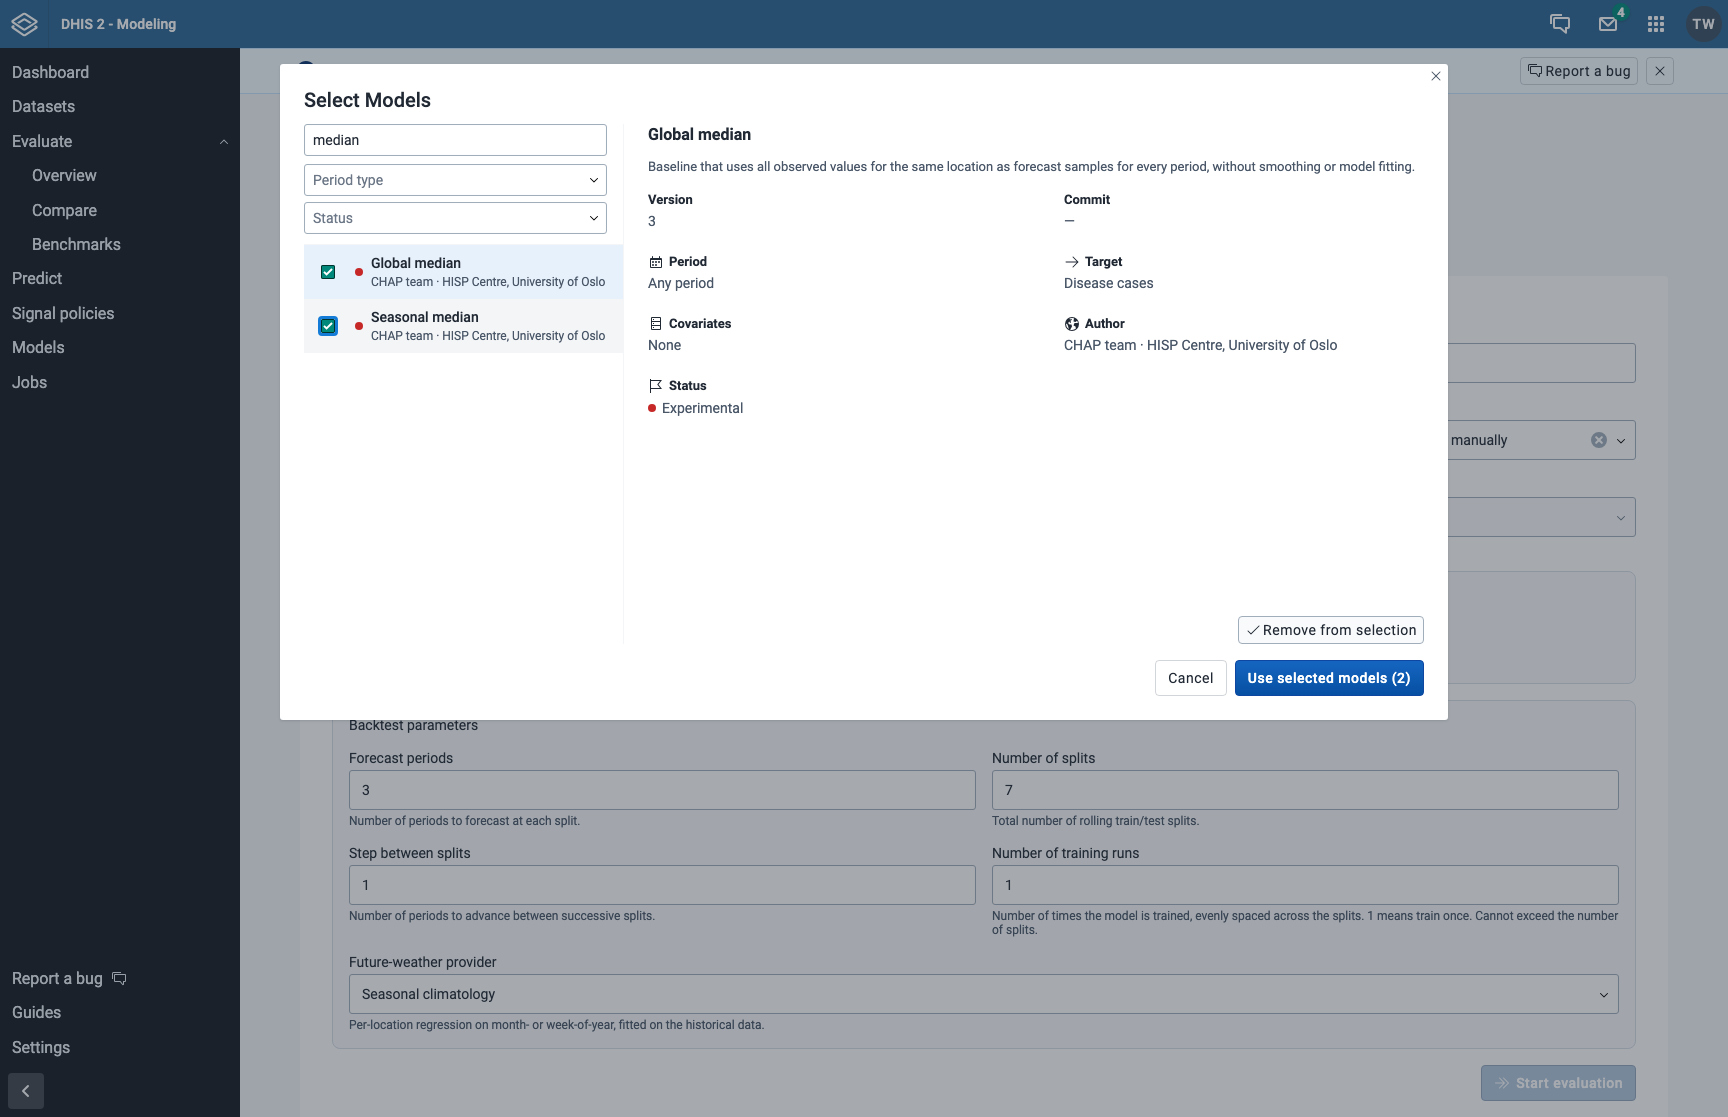 DHIS 2 - Modeling
4
TW
Dashboard
Datasets
Evaluate
Overview
Compare
Benchmarks
Predict
Signal policies
Models
Jobs
Report a bug
Guides
Settings
Report a bug
Select Models
median
Period type
Status
Global median
CHAP team · HISP Centre, University of Oslo
Seasonal median
CHAP team · HISP Centre, University of Oslo
Global median
Baseline that uses all observed values for the same location as forecast samples for every period, without smoothing or model fitting.
Version
3
Commit
—
Period
Any period
Target
Disease cases
Covariates
None
Author
CHAP team · HISP Centre, University of Oslo
Status
Experimental
Remove from selection
Cancel
Use selected models (2)
manually
Backtest parameters
Forecast periods
3
Number of periods to forecast at each split.
Number of splits
7
Total number of rolling train/test splits.
Step between splits
1
Number of periods to advance between successive splits.
Number of training runs
1
Number of times the model is trained, evenly spaced across the splits. 1 means train once. Cannot exceed the number
of splits.
Future-weather provider
Seasonal climatology
Per-location regression on month- or week-of-year, fitted on the historical data.
Start evaluation